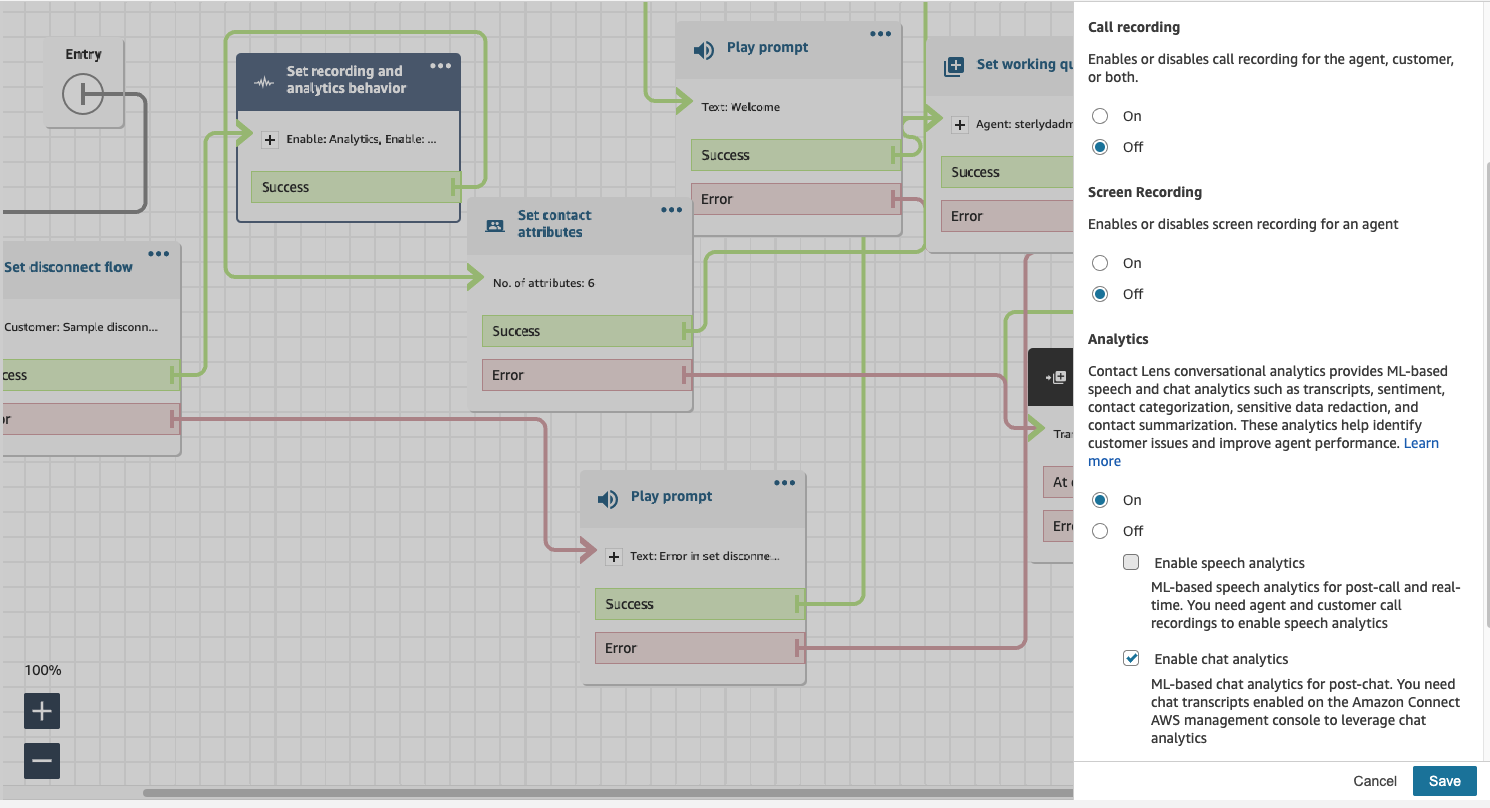 Entry
Set recording and
analytics behavior
Enable: Analytics, Enable: ...
Success
Play prompt
Text: Welcome
Success
Error
Set working qu
Agent: sterlydadm
Success
Error
Set contact
attributes
No. of attributes: 6
Success
Error
Set disconnect flow
Customer: Sample disconn...
cess
or
Tra
At
Erro
Play prompt
Text: Error in set disconne...
Success
Error
100%
Call recording
Enables or disables call recording for the agent, customer,
or both.
On
Off
Screen Recording
Enables or disables screen recording for an agent
On
Off
Analytics
Contact Lens conversational analytics provides ML-based
speech and chat analytics such as transcripts, sentiment,
contact categorization, sensitive data redaction, and
contact summarization. These analytics help identify
customer issues and improve agent performance. Learn
more
On
Off
Enable speech analytics
ML-based speech analytics for post-call and real-
time. You need agent and customer call
recordings to enable speech analytics
Enable chat analytics
ML-based chat analytics for post-chat. You need
chat transcripts enabled on the Amazon Connect
AWS management console to leverage chat
analytics
Cancel
Save